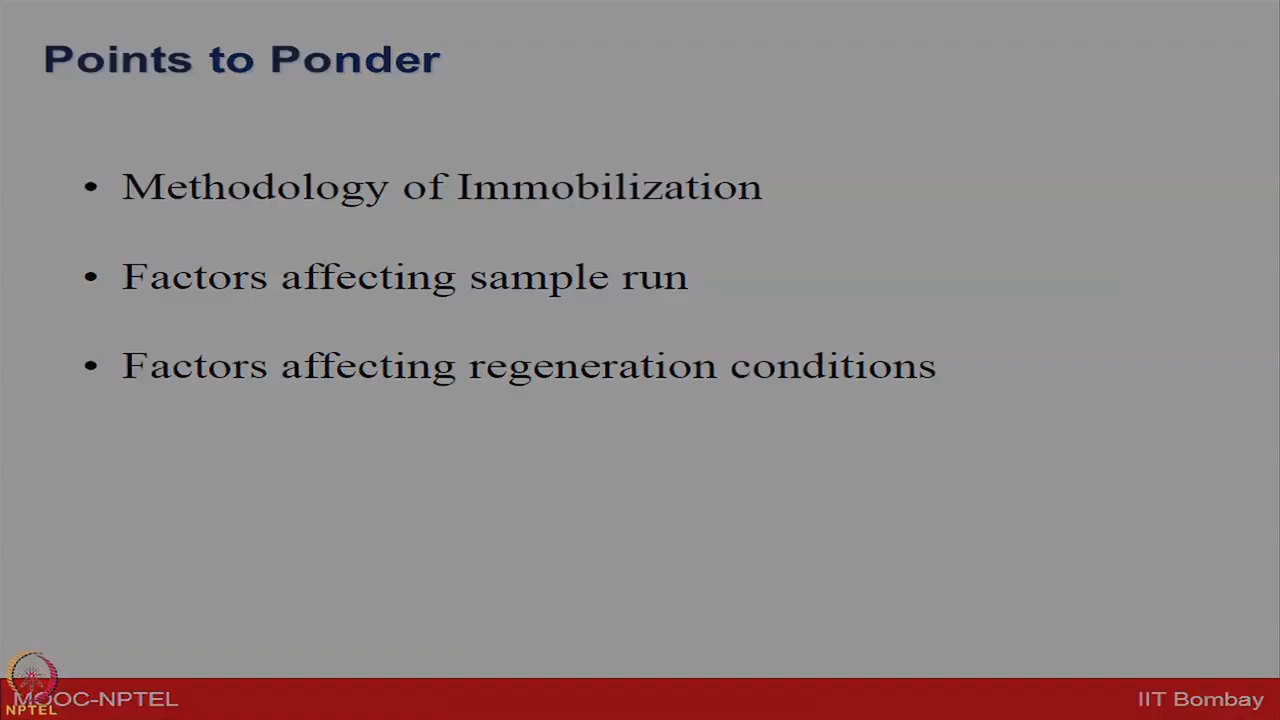 Points to Ponder
• Methodology of Immobilization
• Factors affecting sample run
• Factors affecting regeneration conditions
MOOC-NPTEL
NPTEL
IIT Bombay